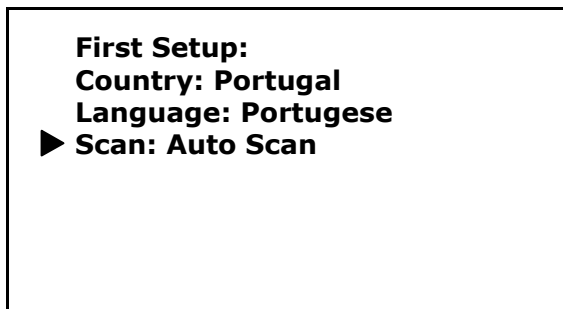 First Setup:
Country: Portugal
Language: Portugese
Scan: Auto Scan